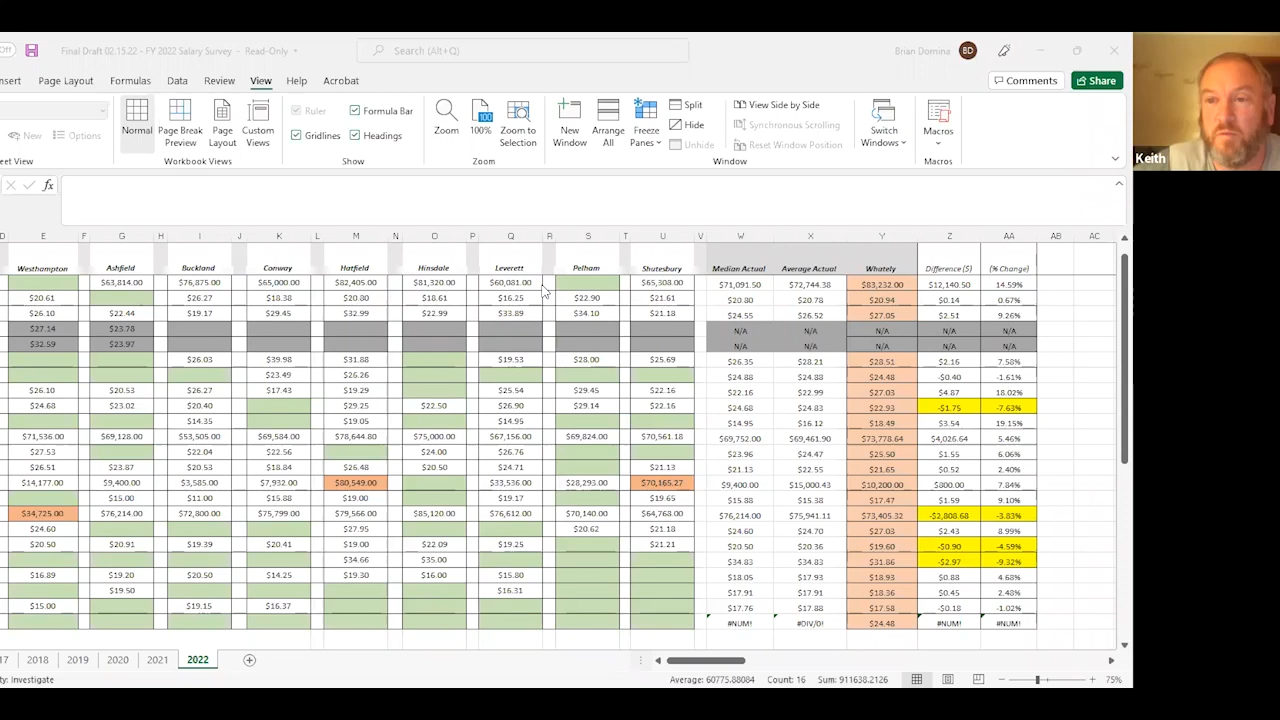 Off Final Draft 02.15.22 - FY 2022 Salary Survey - Read-Only Search (Alt+Q) Brian Domina BD
nsert Page Layout Formulas Data Review View Help Acrobat Comments Share
New Options
eet View
Normal Page Break Preview Page Layout Custom Views
Workbook Views
Ruler Formula Bar
Gridlines Headings
Show
Zoom 100% Zoom to Selection
Zoom
New Window Arrange All Freeze Panes
Split View Side by Side
Hide Synchronous Scrolling
Unhide Reset Window Position
Window
Switch Windows
Macros
Macros
Keith
fx
D E F G H I J K L M N O P Q R S T U V W X Y Z AA AB AC
Westhampton Ashfield Buckland Conway Hatfield Hinsdale Leverett Pelham Shutesbury Median Actual Average Actual Whately Difference ($) (% Change)
$63,814.00 $76,875.00 $65,000.00 $82,405.00 $81,320.00 $60,081.00 $65,308.00 $71,091.50 $72,744.38 $83,232.00 $12,140.50 14.59%
$20.61 $26.27 $18.38 $20.80 $18.61 $16.25 $22.90 $21.61 $20.80 $20.78 $20.94 $0.14 0.67%
$26.10 $22.44 $19.17 $29.45 $32.99 $22.99 $33.89 $34.10 $21.18 $24.55 $26.52 $27.05 $2.51 9.26%
$27.14 $23.78 N/A N/A N/A N/A N/A
$32.59 $23.97 N/A N/A N/A N/A N/A
$26.03 $39.98 $31.88 $19.53 $28.00 $25.69 $26.35 $28.21 $28.51 $2.16 7.58%
$23.49 $26.26 $24.88 $24.88 $24.48 -$0.40 -1.61%
$26.10 $20.53 $26.27 $17.43 $19.29 $25.54 $29.45 $22.16 $22.16 $22.99 $27.03 $4.87 18.02%
$24.68 $23.02 $20.40 $29.25 $22.50 $26.90 $29.14 $22.16 $24.68 $24.83 $22.93 -$1.75 -7.63%
$14.35 $19.05 $14.95 $14.95 $16.12 $18.49 $3.54 19.15%
$71,536.00 $69,128.00 $53,505.00 $69,584.00 $78,644.80 $75,000.00 $67,156.00 $69,824.00 $70,561.18 $69,752.00 $69,461.90 $73,778.64 $4,026.64 5.46%
$27.53 $22.04 $22.56 $24.00 $26.76 $23.96 $24.47 $25.50 $1.55 6.06%
$26.51 $23.87 $20.53 $18.84 $26.48 $20.50 $24.71 $21.13 $21.13 $22.55 $21.65 $0.52 2.40%
$14,177.00 $9,400.00 $3,585.00 $7,932.00 $80,549.00 $33,536.00 $28,293.00 $70,165.27 $9,400.00 $15,000.43 $10,200.00 $800.00 7.84%
$15.00 $11.00 $15.88 $19.00 $19.17 $19.65 $15.88 $15.38 $17.47 $1.59 9.10%
$34,725.00 $76,214.00 $72,800.00 $75,799.00 $79,566.00 $85,120.00 $76,612.00 $70,140.00 $64,768.00 $76,214.00 $75,941.11 $73,405.32 -$2,808.68 -3.83%
$24.60 $27.95 $20.62 $21.18 $24.60 $24.70 $27.03 $2.43 8.99%
$20.50 $20.91 $19.39 $20.41 $19.00 $22.09 $19.25 $21.21 $20.50 $20.36 $19.60 -$0.90 -4.59%
$34.66 $35.00 $34.83 $34.83 $31.86 -$2.97 -9.32%
$16.89 $19.20 $20.50 $14.25 $19.30 $16.00 $15.80 $18.05 $17.93 $18.93 $0.88 4.68%
$19.50 $16.31 $17.91 $17.91 $18.36 $0.45 2.48%
$15.00 $19.15 $16.37 $17.76 $17.88 $17.58 -$0.18 -1.02%
#NUM! #DIV/0! $24.48 #NUM! #NUM!
17 2018 2019 2020 2021 2022
ty: Investigate Average: 60775.88084 Count: 16 Sum: 911638.2126 75%